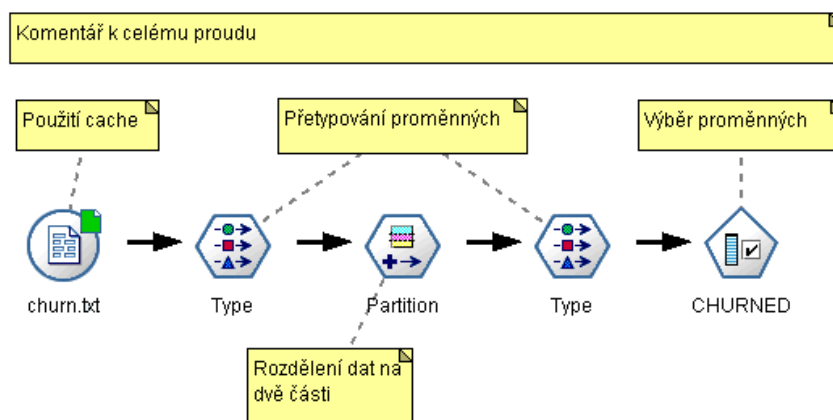 Komentář k celému proudu
Použití cache
Přetypování proměnných
Výběr proměnných
churn.txt
Type
Partition
Type
CHURNED
Rozdělení dat na
dvě části